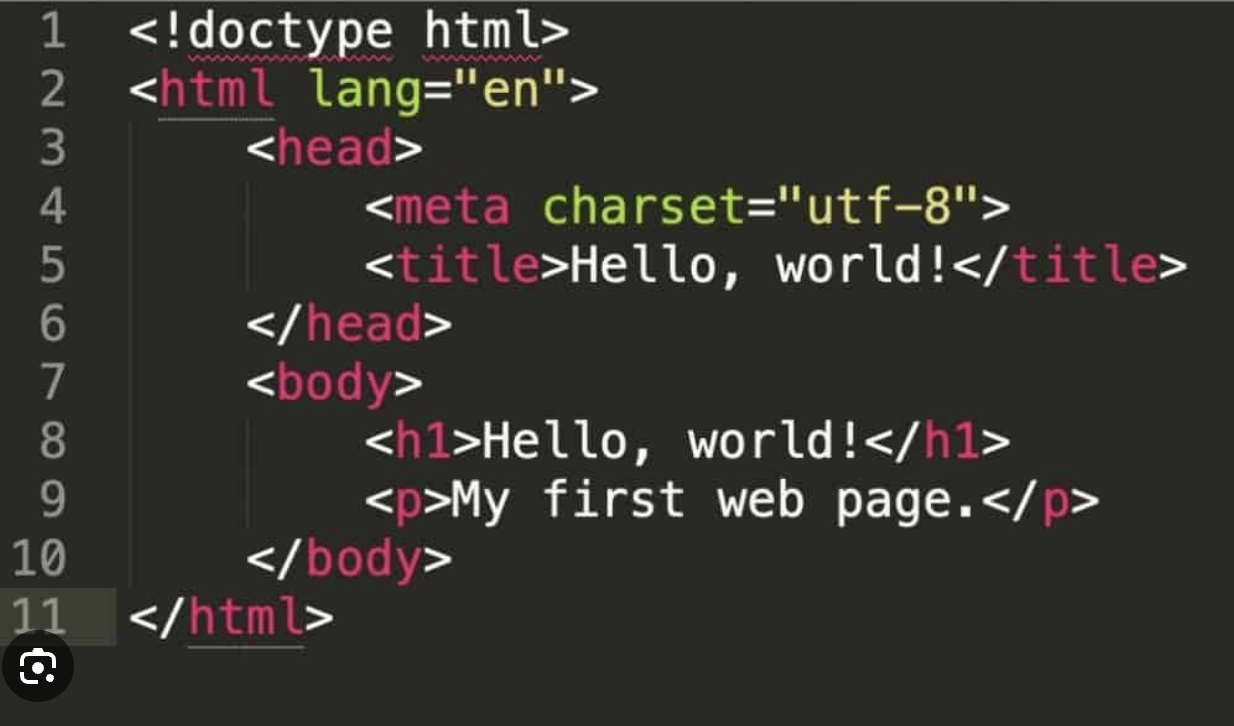 1 <!doctype html>
2 <html lang="en">
3     <head>
4         <meta charset="utf-8">
5         <title>Hello, world!</title>
6     </head>
7     <body>
8         <h1>Hello, world!</h1>
9         <p>My first web page.</p>
10     </body>
11 </html>